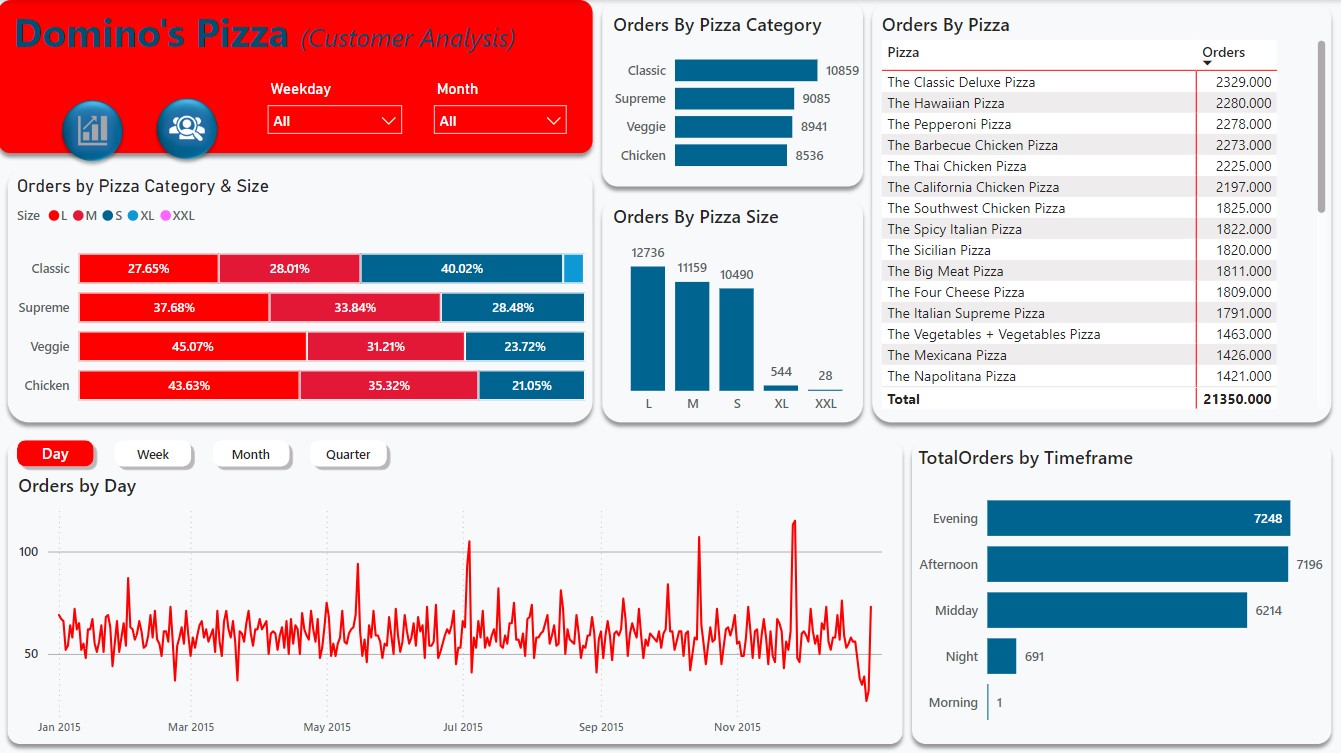 Domino's Pizza (Customer Analysis)
Weekday
Month
All
All
Orders by Pizza Category & Size
Size L M S XL XXL
Classic 27.65% 28.01% 40.02%
Supreme 37.68% 33.84% 28.48%
Veggie 45.07% 31.21% 23.72%
Chicken 43.63% 35.32% 21.05%
Orders By Pizza Category
Classic 10859
Supreme 9085
Veggie 8941
Chicken 8536
Orders By Pizza Size
12736
11159
10490
544
28
L M S XL XXL
Orders By Pizza
Pizza Orders
The Classic Deluxe Pizza 2329.000
The Hawaiian Pizza 2280.000
The Pepperoni Pizza 2278.000
The Barbecue Chicken Pizza 2273.000
The Thai Chicken Pizza 2225.000
The California Chicken Pizza 2197.000
The Southwest Chicken Pizza 1825.000
The Spicy Italian Pizza 1822.000
The Sicilian Pizza 1820.000
The Big Meat Pizza 1811.000
The Four Cheese Pizza 1809.000
The Italian Supreme Pizza 1791.000
The Vegetables + Vegetables Pizza 1463.000
The Mexicana Pizza 1426.000
The Napolitana Pizza 1421.000
Total 21350.000
Day Week Month Quarter
Orders by Day
100
50
Jan 2015 Mar 2015 May 2015 Jul 2015 Sep 2015 Nov 2015
TotalOrders by Timeframe
Evening 7248
Afternoon 7196
Midday 6214
Night 691
Morning 1